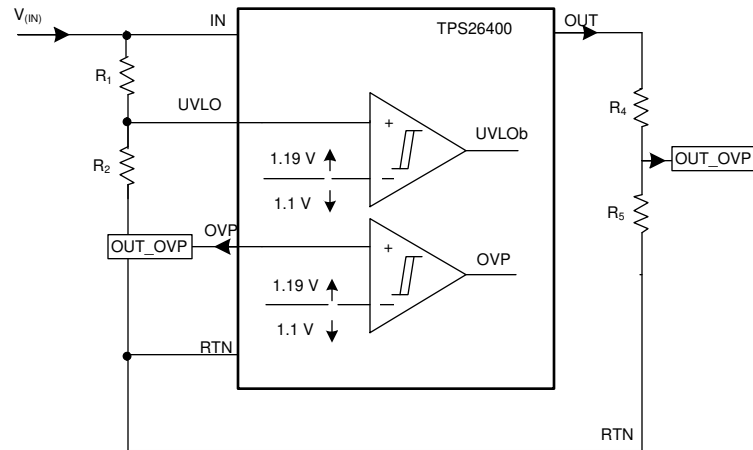 V(IN)
IN
TPS26400
OUT
R1
UVLO
R4
+
UVLOb
OUT_OVP
R2
1.19 V
−
1.1 V
R5
OVP
OUT_OVP
+
OVP
1.19 V
−
1.1 V
RTN
RTN